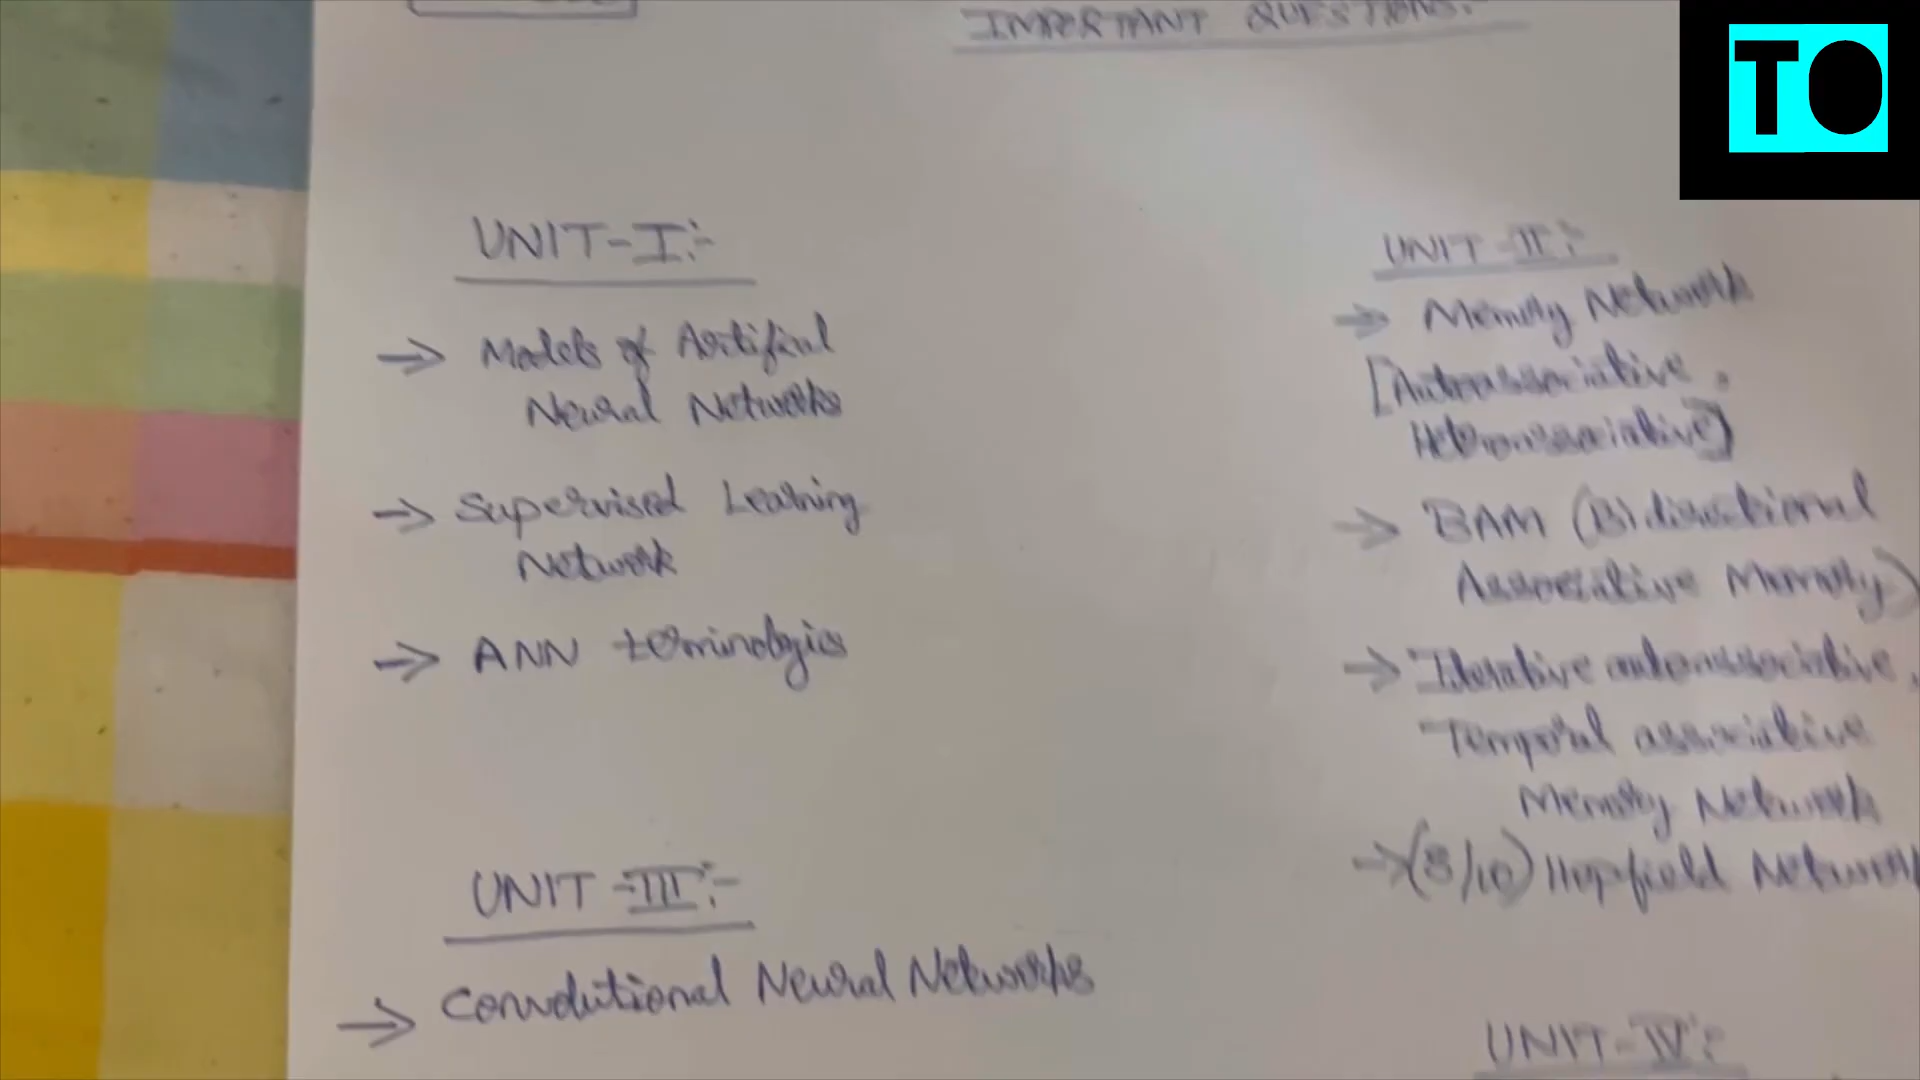 IMPORTANT QUESTIONS:
TO
UNIT-I:-
→ Models of Artificial
Neural Networks
→ Supervised Learning
Network
→ ANN terminologies
UNIT-II:
→ Memory Network
[Autoassociative,
Heteroassociative]
→ BAM (Bidirectional
Associative Memory)
→ Iterative autoassociative,
Temporal associative
Memory Network
→ (8/10) Hopfield Network
UNIT-III:-
→ Convolutional Neural Networks
UNIT-IV:-